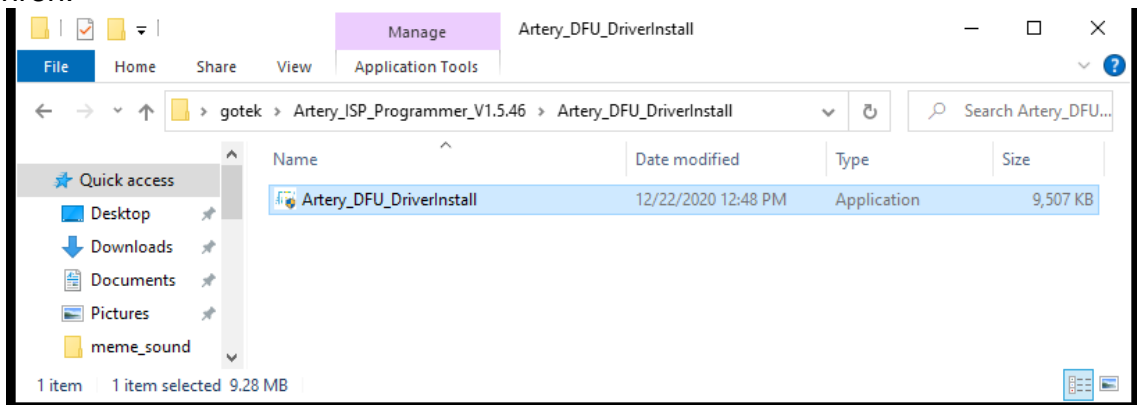 Manage Artery_DFU_DriverInstall
File Home Share View Application Tools
gotek > Artery_ISP_Programmer_V1.5.46 > Artery_DFU_DriverInstall Search Artery_DFU...
Name Date modified Type Size
Quick access
Artery_DFU_DriverInstall 12/22/2020 12:48 PM Application 9,507 KB
Desktop
Downloads
Documents
Pictures
meme_sound
1 item 1 item selected 9.28 MB